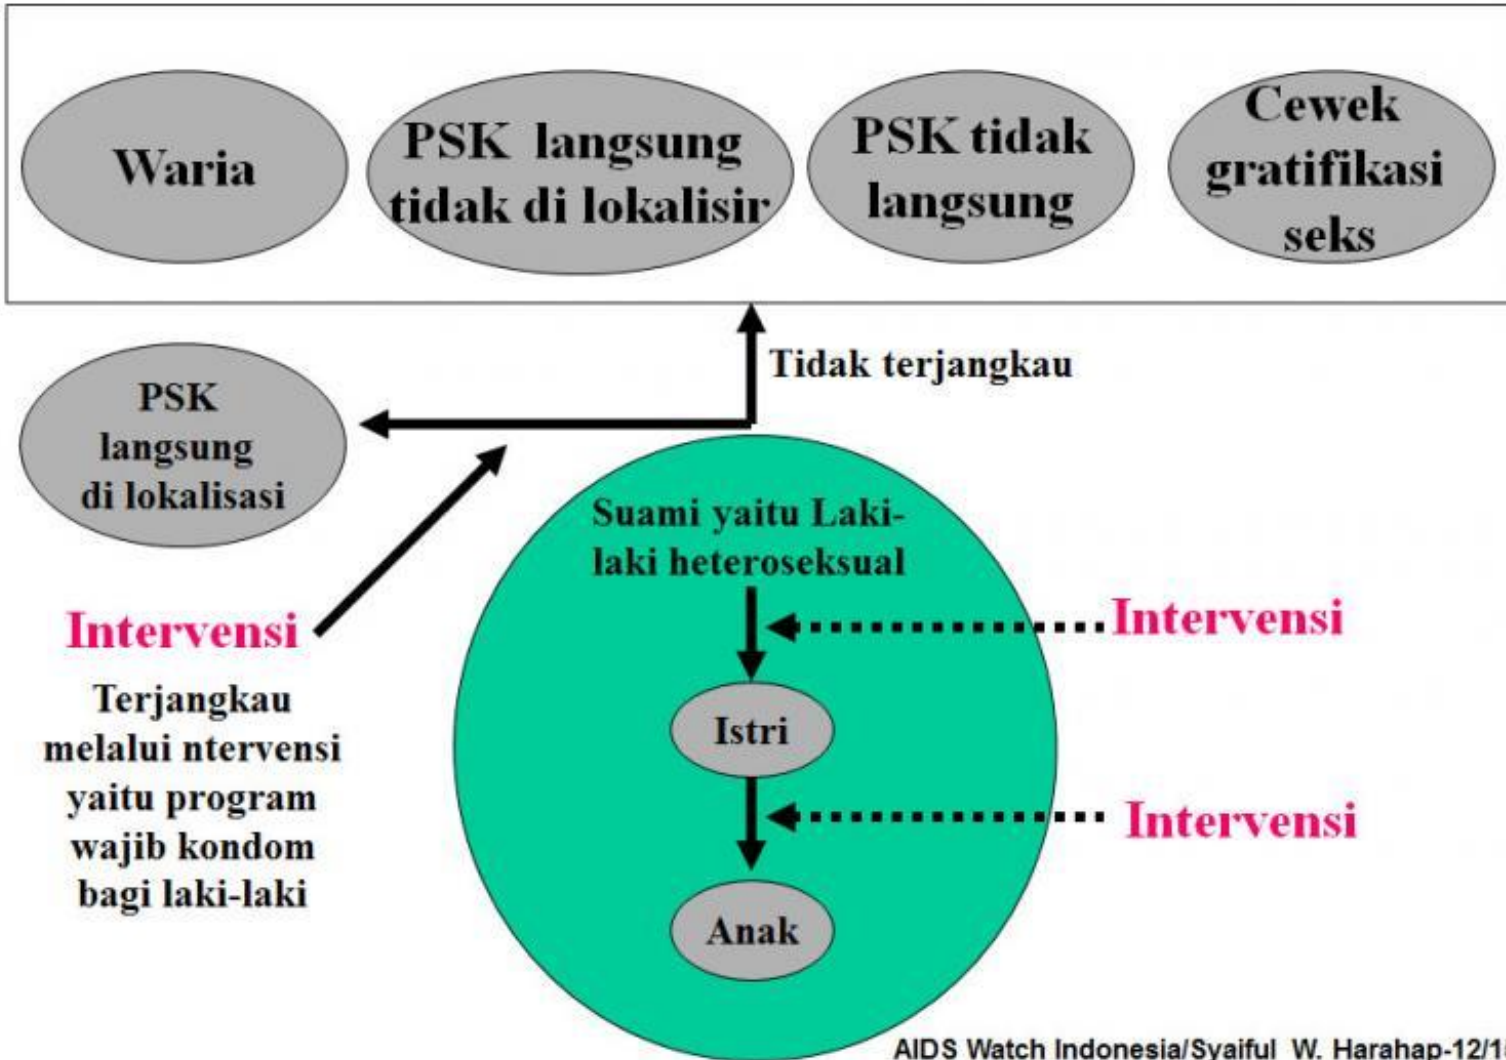 Waria
PSK langsung
tidak di lokalisir
PSK tidak
langsung
Cewek
gratifikasi
seks
Tidak terjangkau
PSK
langsung
di lokalisasi
Suami yaitu Laki-
laki heteroseksual
Intervensi
Terjangkau
melalui ntervensi
yaitu program
wajib kondom
bagi laki-laki
Intervensi
Istri
Intervensi
Anak
AIDS Watch Indonesia/Syaiful W. Harahap-12/1